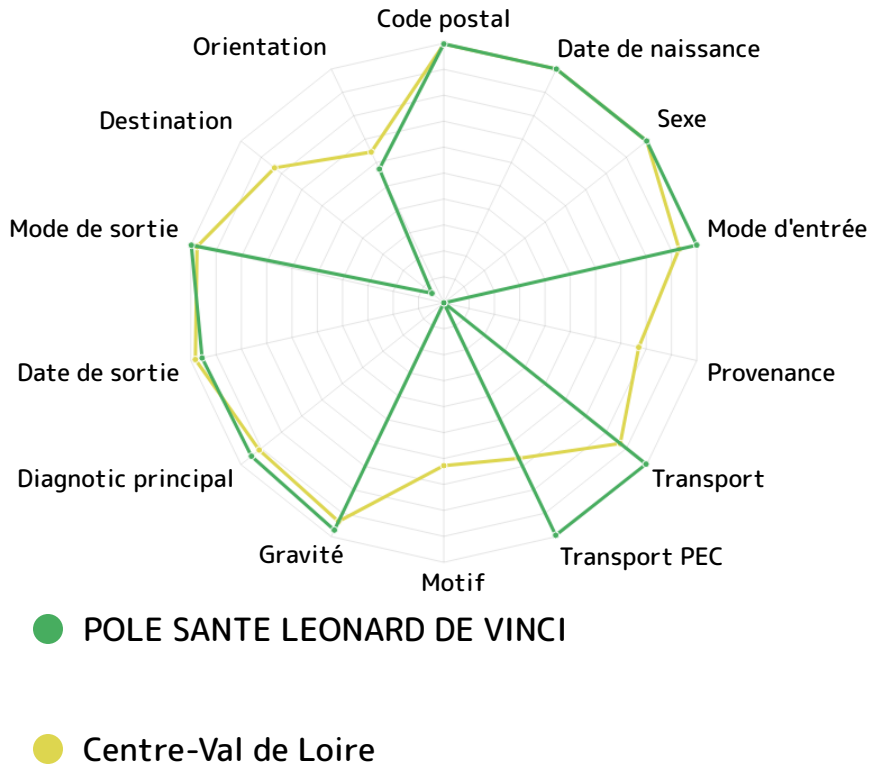 Code postal
Orientation
Date de naissance
Destination
Sexe
Mode de sortie
Mode d'entrée
Date de sortie
Provenance
Diagnotic principal
Transport
Gravité
Transport PEC
Motif
POLE SANTE LEONARD DE VINCI
Centre-Val de Loire